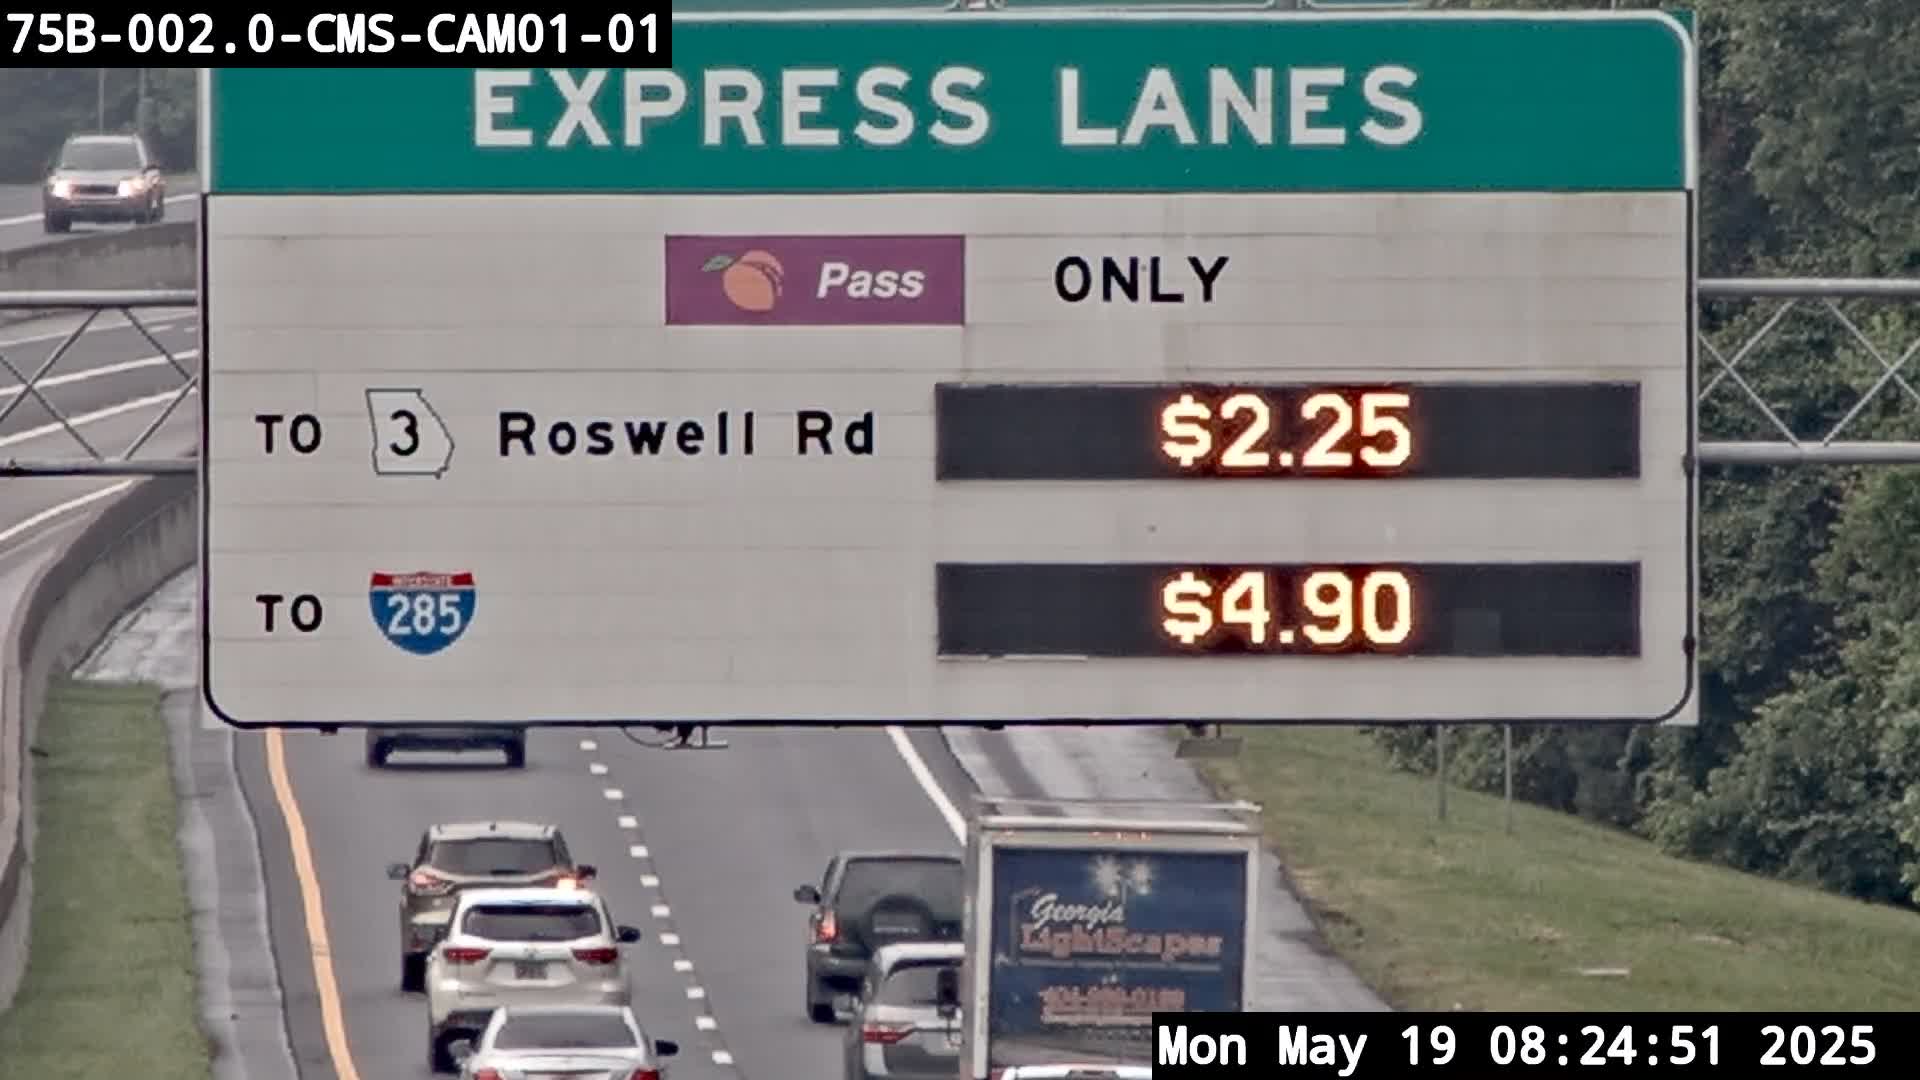 75B-002.0-CMS-CAM01-01
EXPRESS LANES
Pass ONLY
TO 3 Roswell Rd $2.25
TO INTERSTATE 285 $4.90
Georgia
LightScapes
Mon May 19 08:24:51 2025